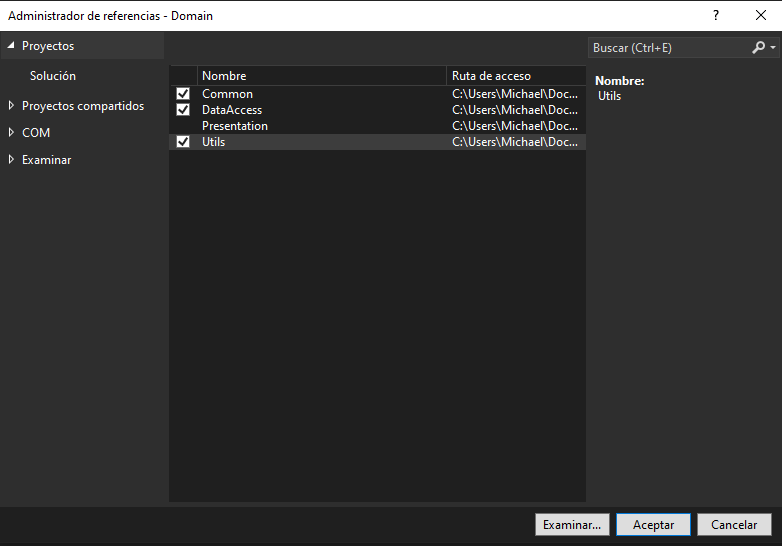 Administrador de referencias - Domain
?
Proyectos
Solución
Proyectos compartidos
COM
Examinar
Nombre Ruta de acceso
Common C:\Users\Michael\Doc...
DataAccess C:\Users\Michael\Doc...
Presentation C:\Users\Michael\Doc...
Utils C:\Users\Michael\Doc...
Buscar (Ctrl+E)
Nombre:
Utils
Examinar... Aceptar Cancelar